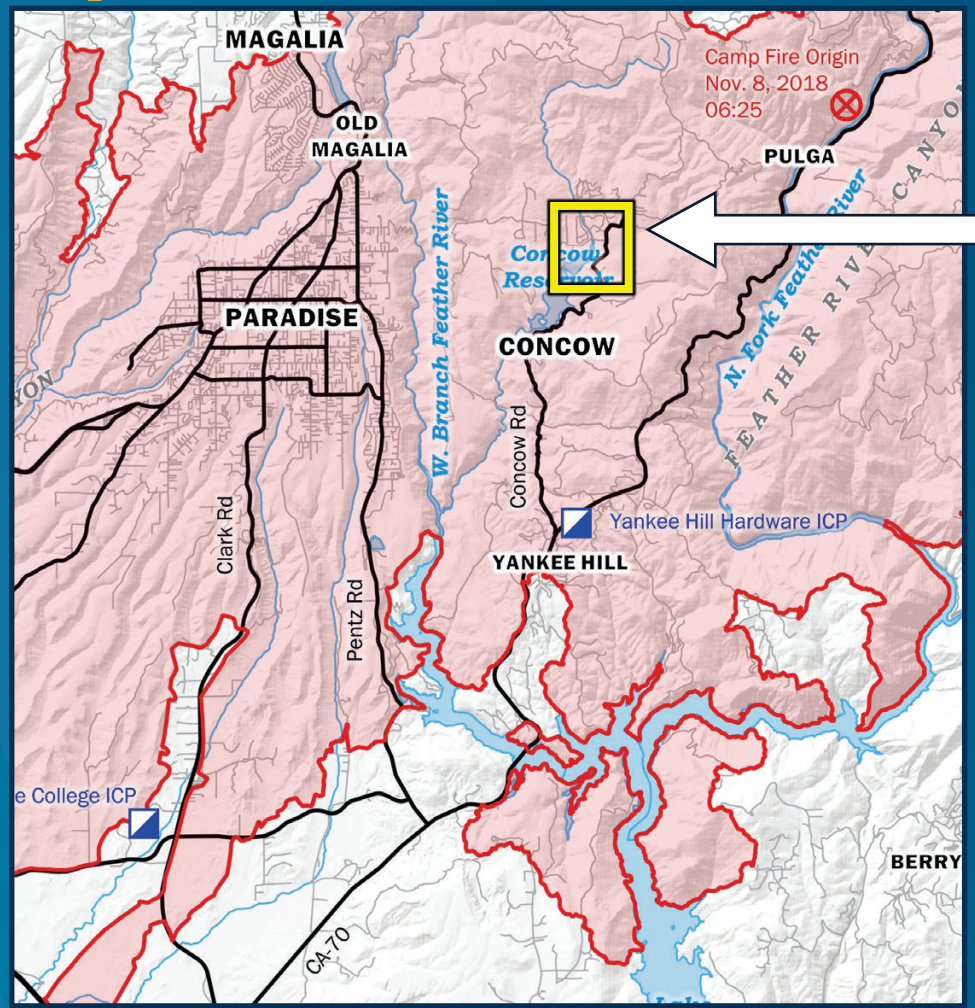 MAGALIA
Camp Fire Origin
Nov. 8, 2018
06:25
OLD
MAGALIA
PULGA
CANYON
W. Branch Feather River
Concow
Reservoir
N. Fork Feather River
FEATHER RIVER
PARADISE
CONCOW
YON
Concow Rd
Clark Rd
Yankee Hill Hardware ICP
YANKEE HILL
Pentz Rd
e College ICP
BERRY
CA-70
Lake